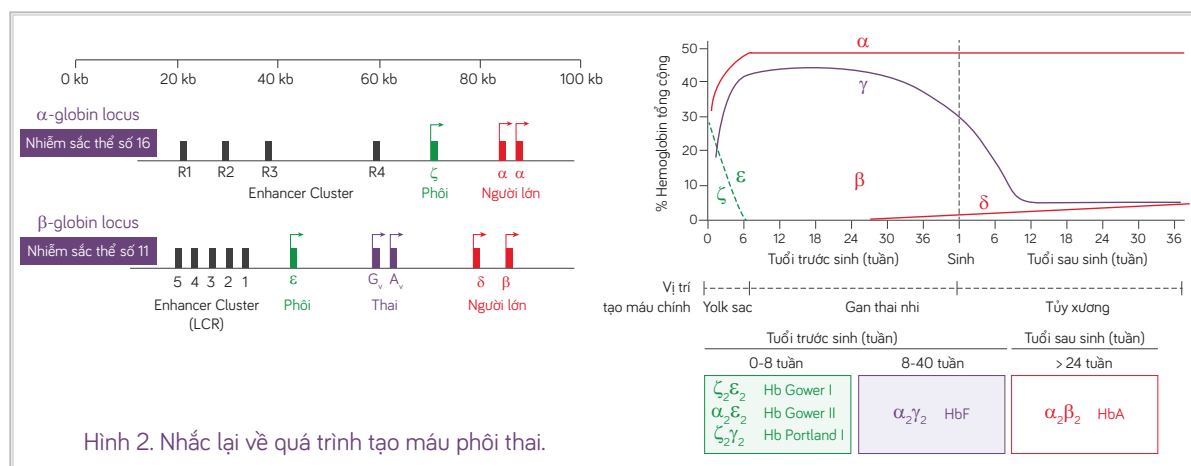 0 kb 20 kb 40 kb 60 kb 80 kb 100 kb
α-globin locus
Nhiễm sắc thể số 16
R1 R2 R3 R4 ζ α α
Enhancer Cluster Phôi Người lớn
β-globin locus
Nhiễm sắc thể số 11
5 4 3 2 1 ε Gᵧ Aᵧ δ β
Enhancer Cluster Phôi Thai Người lớn
(LCR)
Hình 2. Nhắc lại về quá trình tạo máu phôi thai.
% Hemoglobin tổng cộng
50
40
30
20
10
0
α
γ
ζ ε
β
δ
0 6 12 18 24 30 36 1 6 12 18 24 30 36
Tuổi trước sinh (tuần) Sinh Tuổi sau sinh (tuần)
Vị trí
tạo máu chính Yolk sac Gan thai nhi Tủy xương
Tuổi trước sinh (tuần) Tuổi sau sinh (tuần)
0-8 tuần 8-40 tuần > 24 tuần
ζ₂ε₂ Hb Gower I
α₂ε₂ Hb Gower II
ζ₂γ₂ Hb Portland I
α₂γ₂ HbF
α₂β₂ HbA